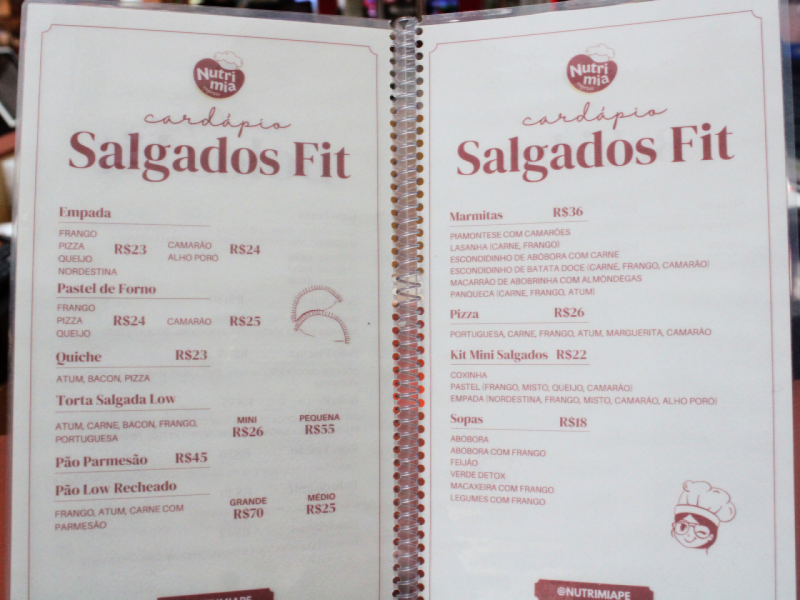 Nutri
mia
cardápio
Salgados Fit
Empada
FRANGO
PIZZA
QUEIJO
NORDESTINA
R$23
CAMARÃO
ALHO PORÓ
R$24
Pastel de Forno
FRANGO
PIZZA
QUEIJO
R$24
CAMARÃO
R$25
Quiche R$23
ATUM, BACON, PIZZA
Torta Salgada Low
ATUM, CARNE, BACON, FRANGO,
PORTUGUESA
MINI
R$26
PEQUENA
R$55
Pão Parmesão R$45
Pão Low Recheado
FRANGO, ATUM, CARNE COM
PARMESÃO
GRANDE
R$70
MÉDIO
R$25
@NUTRIMIAPE
Nutri
mia
cardápio
Salgados Fit
Marmitas R$36
PIAMONTESE COM CAMARÕES
LASANHA (CARNE, FRANGO)
ESCONDIDINHO DE ABÓBORA COM CARNE
ESCONDIDINHO DE BATATA DOCE (CARNE, FRANGO, CAMARÃO)
MACARRÃO DE ABOBRINHA COM ALMÔNDEGAS
PANQUECA (CARNE, FRANGO, ATUM)
Pizza R$26
PORTUGUESA, CARNE, FRANGO, ATUM, MARGUERITA, CAMARÃO
Kit Mini Salgados R$22
COXINHA
PASTEL (FRANGO, MISTO, QUEIJO, CAMARÃO)
EMPADA (NORDESTINA, FRANGO, MISTO, CAMARÃO, ALHO PORÓ)
Sopas R$18
ABÓBORA
ABÓBORA COM FRANGO
FEIJÃO
VERDE DETOX
MACAXEIRA COM FRANGO
LEGUMES COM FRANGO
@NUTRIMIAPE